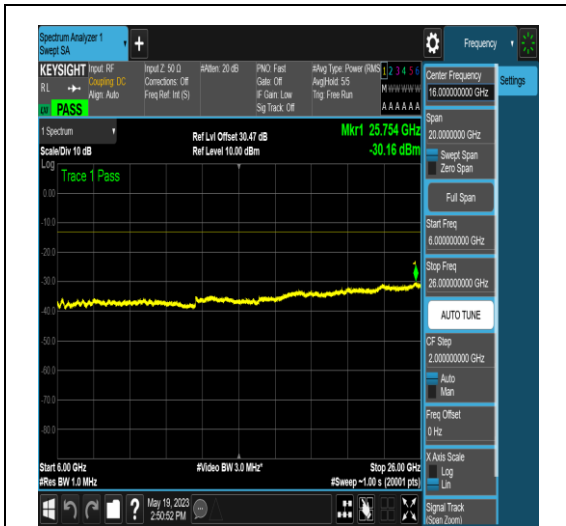 Spectrum Analyzer 1
Swept SA
+
Frequency
KEYSIGHT
Input: RF
Coupling: DC
Align: Auto
RL
PASS
Input Z: 50 Ω
Corrections: Off
Freq Ref: Int (S)
#Atten: 20 dB
PNO: Fast
Gate: Off
IF Gain: Low
Sig Track: Off
#Avg Type: Power (RMS
Avg|Hold: 5/5
Trig: Free Run
1 2 3 4 5 6
M W W W W W
A A A A A A
1 Spectrum
Scale/Div 10 dB
Ref Lvl Offset 30.47 dB
Ref Level 10.00 dBm
Mkr1 25.754 GHz
-30.16 dBm
Log
Trace 1 Pass
0.00
-10.0
-20.0
-30.0
-40.0
-50.0
-60.0
-70.0
-80.0
Start 6.00 GHz
#Res BW 1.0 MHz
#Video BW 3.0 MHz*
Stop 26.00 GHz
#Sweep ~1.00 s (20001 pts)
Center Frequency
16.000000000 GHz
Settings
Span
20.0000000 GHz
Swept Span
Zero Span
Full Span
Start Freq
6.000000000 GHz
Stop Freq
26.000000000 GHz
AUTO TUNE
CF Step
2.000000000 GHz
Auto
Man
Freq Offset
0 Hz
X Axis Scale
Log
Lin
Signal Track
(Span Zoom)
?
May 19, 2023
2:50:52 PM